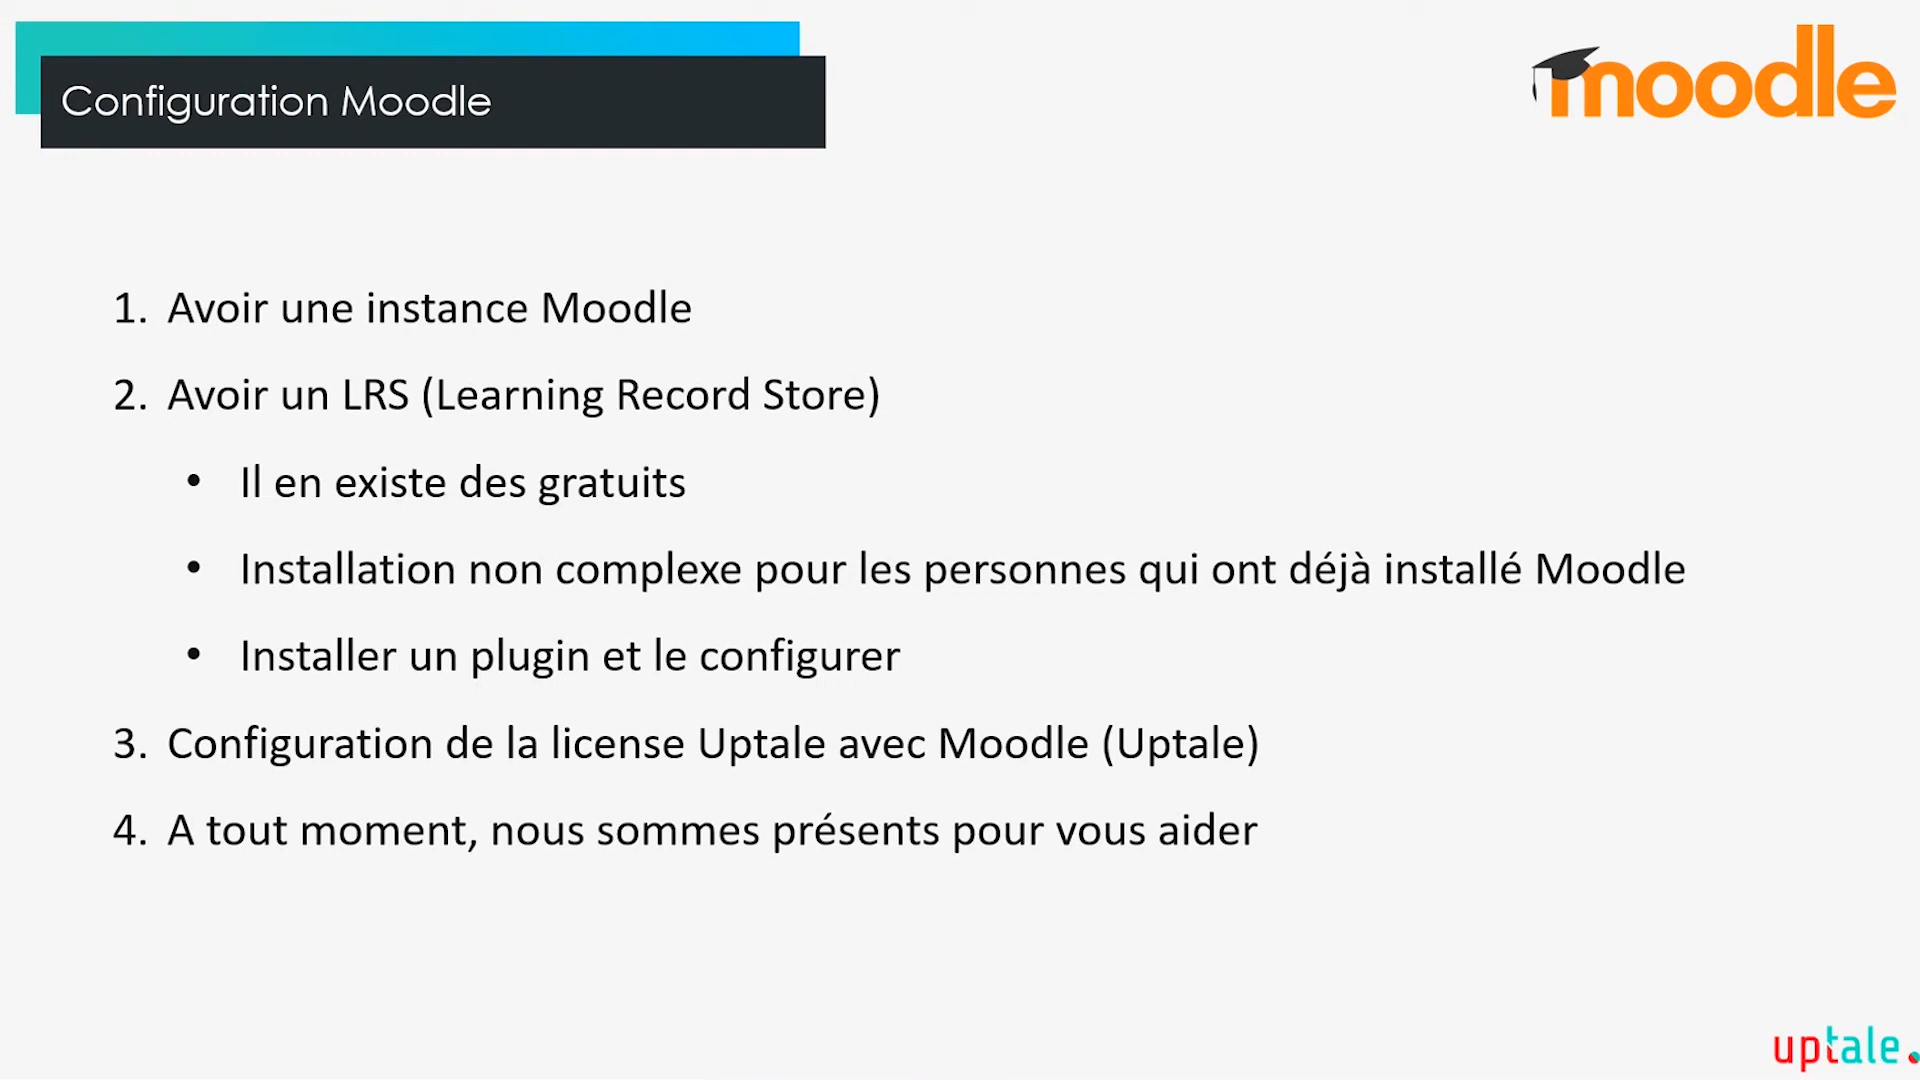 Configuration Moodle
moodle
1. Avoir une instance Moodle
2. Avoir un LRS (Learning Record Store)
• Il en existe des gratuits
• Installation non complexe pour les personnes qui ont déjà installé Moodle
• Installer un plugin et le configurer
3. Configuration de la license Uptale avec Moodle (Uptale)
4. A tout moment, nous sommes présents pour vous aider
uptale.